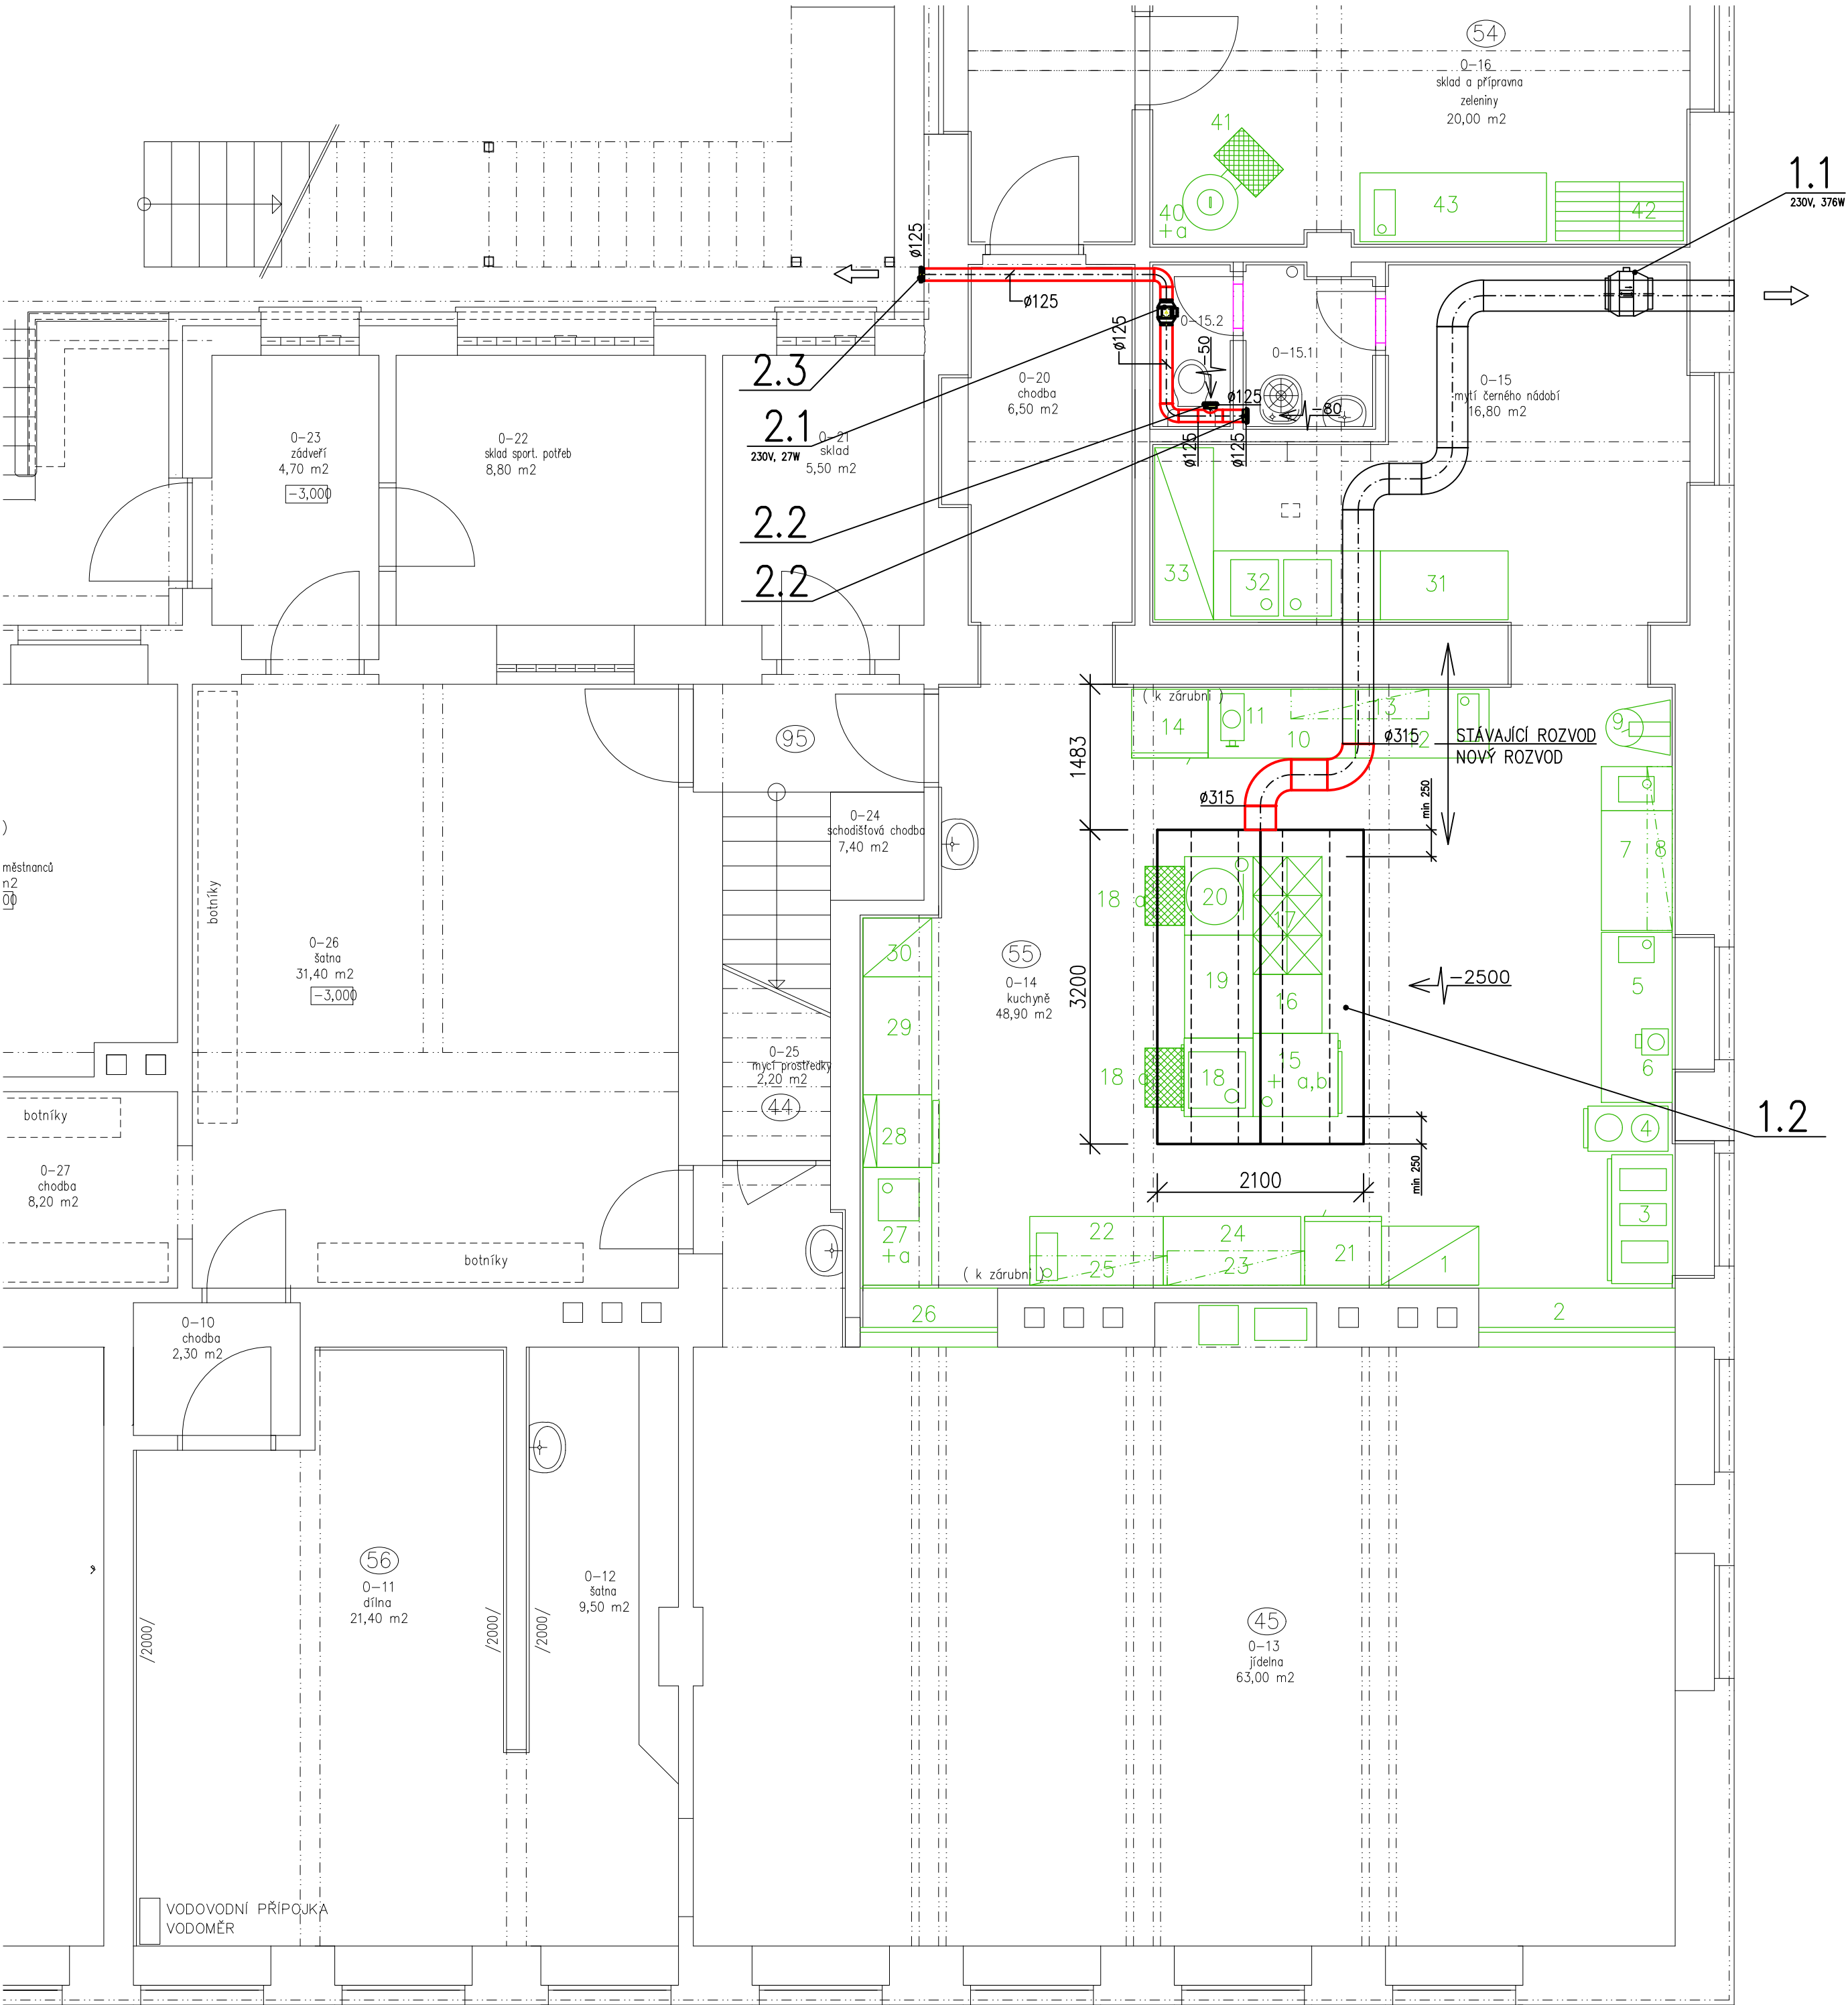 54
0-16
sklad a přípravna
zeleniny
20,00 m2
41
40
+a
43
42
1.1
230V, 376W
ø125
ø125
2.3
2.1
230V, 27W
2.2
2.2
0-15.2
ø125
-50
0-15.1
ø125
-80
ø125
ø125
0-15
mytí černého nádobí
16,80 m2
0-20
chodba
6,50 m2
0-21
sklad
5,50 m2
0-22
sklad sport. potřeb
8,80 m2
0-23
zádveří
4,70 m2
-3,000
33
32
31
( k zárubni )
14
11
10
13
12
9
ø315
STÁVAJÍCÍ ROZVOD
NOVÝ ROZVOD
ø315
min 250
1483
3200
95
0-24
schodišťová chodba
7,40 m2
7
8
18 a
20
17
19
16
18 a
18
15
+ a,b
55
0-14
kuchyně
48,90 m2
-2500
5
6
4
3
1.2
min 250
2100
30
29
28
27
+a
26
22
25
24
23
21
1
2
( k zárubni )
0-25
mycí prostředky
2,20 m2
44
botníky
0-26
šatna
31,40 m2
-3,000
)
městnanců
n2
00
botníky
0-27
chodba
8,20 m2
botníky
0-10
chodba
2,30 m2
56
0-11
dílna
21,40 m2
/2000/
/2000/
/2000/
0-12
šatna
9,50 m2
45
0-13
jídelna
63,00 m2
VODOVODNÍ PŘÍPOJKA
VODOMĚR